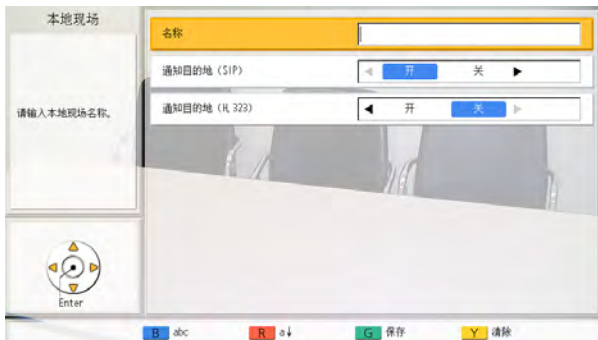 本地现场
名称
通知目的地（SIP）
开
关
通知目的地（H.323）
开
关
请输入本地现场名称。
Enter
B abc
R a↓
G 保存
Y 清除